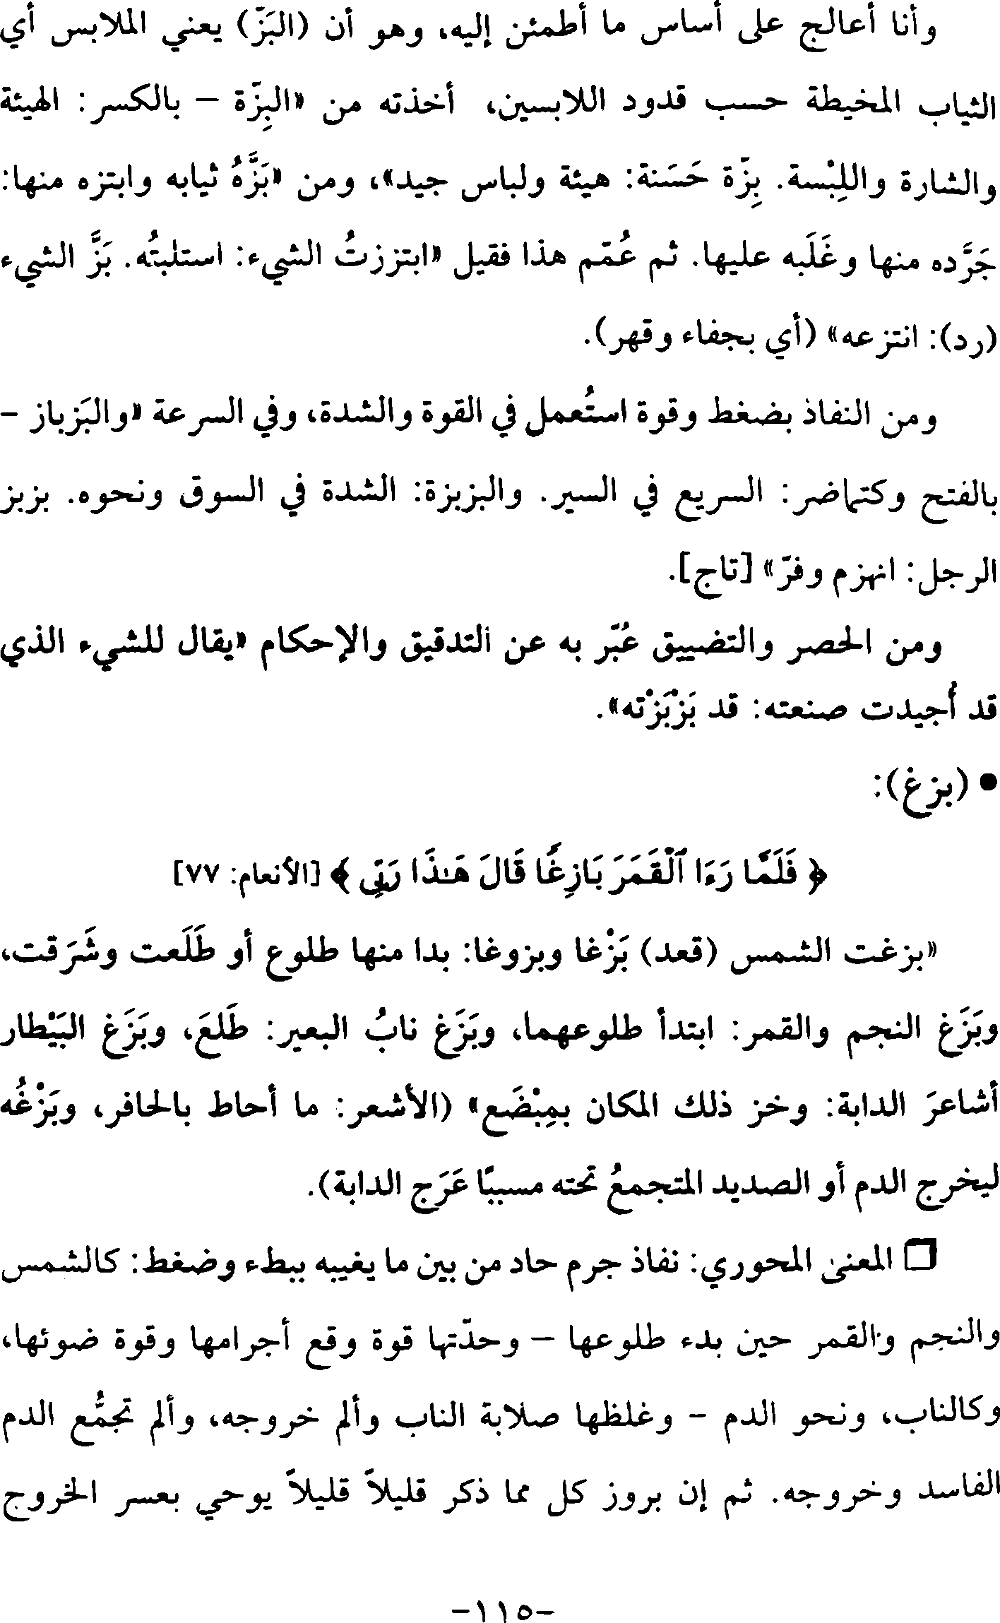 وأنا أعالج على أساس ما أطمئن إليه، وهو أن (البَزّ) يعني الملابس أي
الثياب المخيطة حسب قدود اللابسين، أخذته من «البِزّة – بالكسر: الهيئة
والشارة واللِبْسة. بِزّة حَسَنة: هيئة ولباس جيد»، ومن «بَزَّهُ ثيابه وابتزه منها:
جَرَّده منها وغَلَبه عليها. ثم عُمّم هذا فقيل «ابتززتُ الشيء: استلبتُه. بَزَّ الشيء
(رد): انتزعه» (أي بجفاء وقهر).
ومن النفاذ بضغط وقوة استُعمل في القوة والشدة، وفي السرعة «والبَزباز –
بالفتح وكتماضر: السريع في السير. والبزبزة: الشدة في السوق ونحوه. بزبز
الرجل: انهزم وفرّ» [تاج].
ومن الحصر والتضييق عُبّر به عن التدقيق والإحكام «يقال للشيء الذي
قد أُجيدت صنعته: قد بَزْبَزْته».
● (بزغ):
﴿ فَلَمَّا رَءَا ٱلْقَمَرَ بَازِغًا قَالَ هَـٰذَا رَبِّى ﴾ [الأنعام: ٧٧]
«بزغت الشمس (قعد) بَزْغا وبزوغا: بدا منها طلوع أو طَلَعت وشَرَقت،
وبَزَغ النجم والقمر: ابتدأ طلوعهما، وبَزَغ نابُ البعير: طَلَعَ، وبَزَغ البَيْطار
أشاعرَ الدابة: وخز ذلك المكان بمِبْضَع» (الأشعر: ما أحاط بالحافر، وبَزْغُه
ليخرج الدم أو الصديد المتجمعُ تحته مسببًا عَرَج الدابة).
❒ المعنى المحوري: نفاذ جرم حاد من بين ما يغيبه ببطء وضغط: كالشمس
والنجم والقمر حين بدء طلوعها – وحدّتها قوة وقع أجرامها وقوة ضوئها،
وكالناب، ونحو الدم – وغلظها صلابة الناب وألم خروجه، وألم تجمُّع الدم
الفاسد وخروجه. ثم إن بروز كل مما ذكر قليلاً قليلاً يوحي بعسر الخروج
-١١٥-